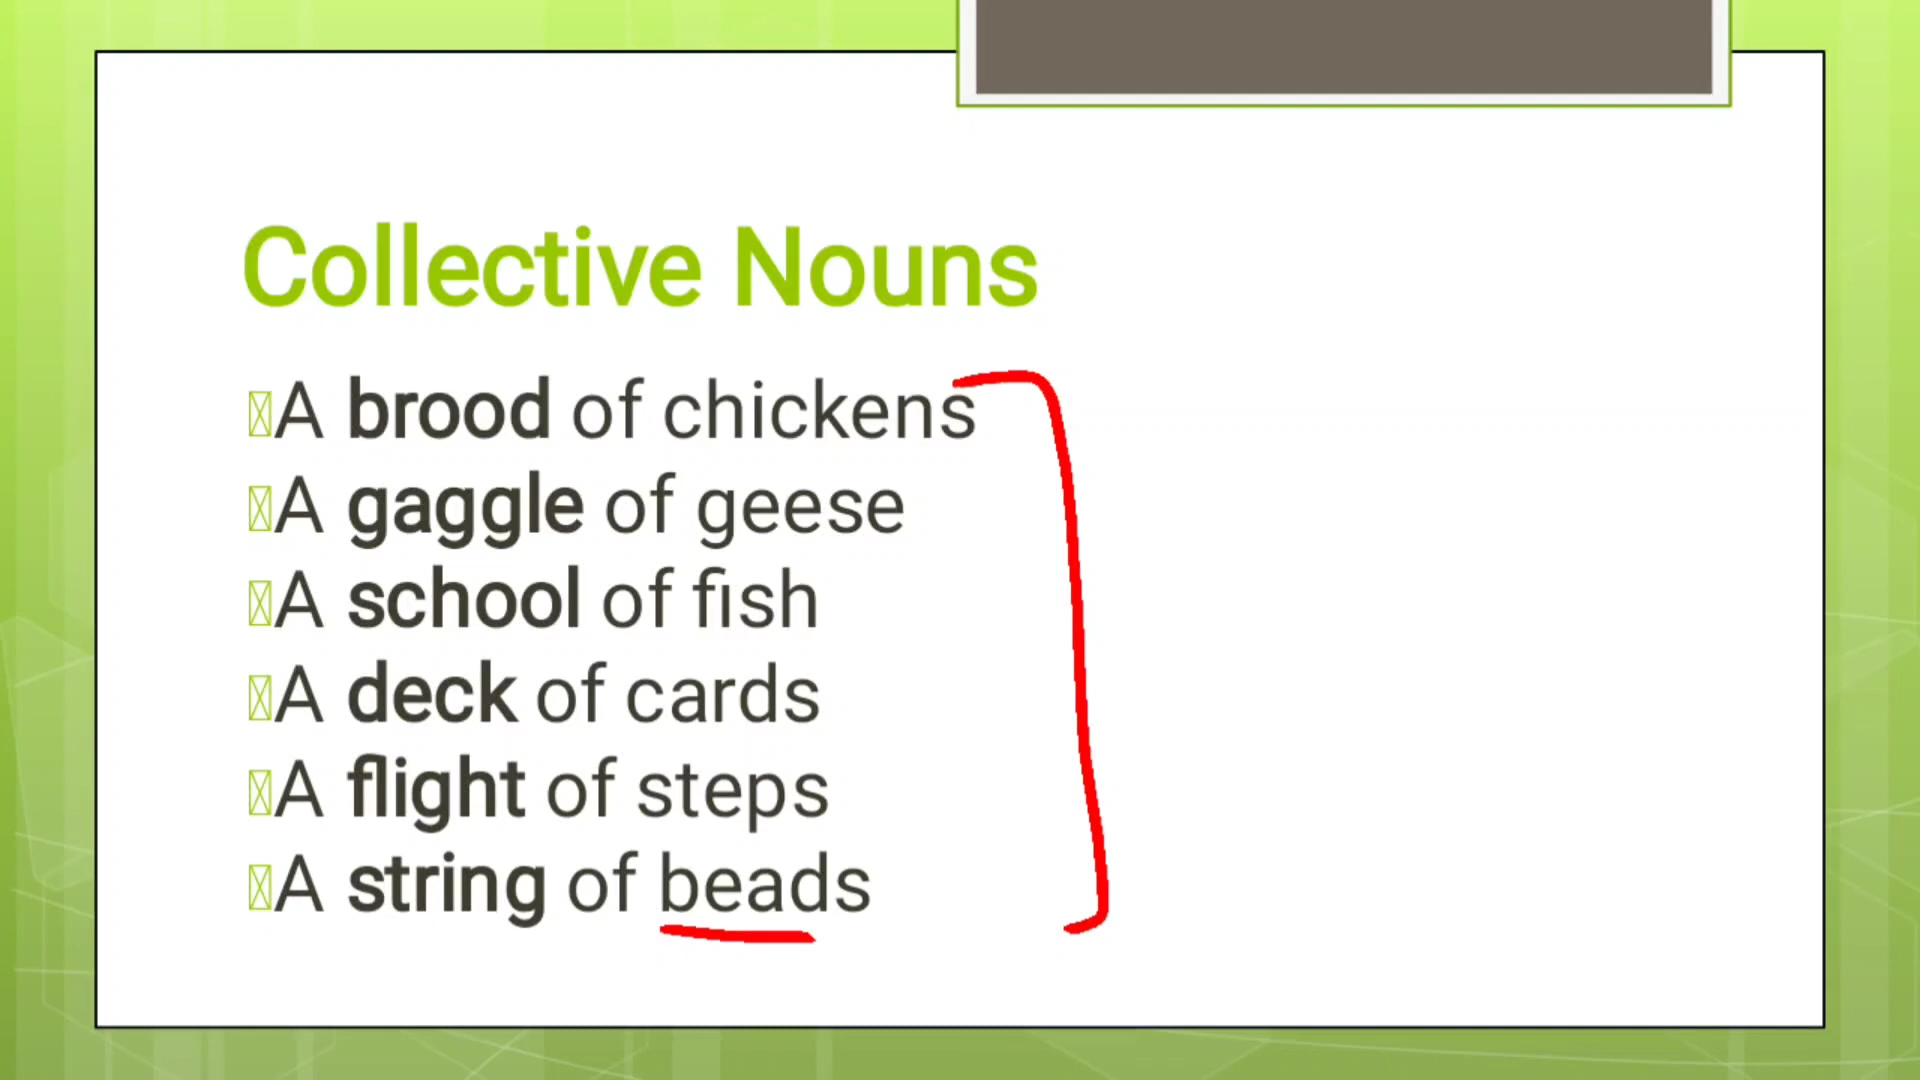 Collective Nouns
A brood of chickens
A gaggle of geese
A school of fish
A deck of cards
A flight of steps
A string of beads